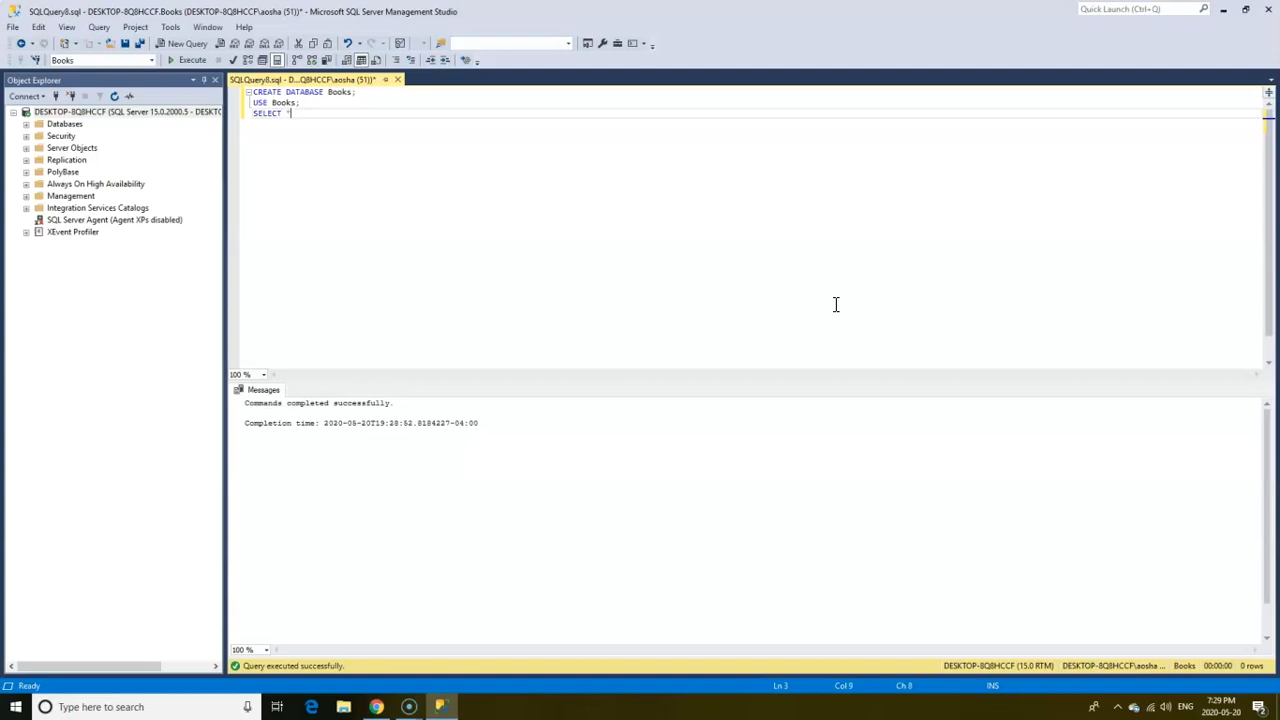 SQLQuery8.sql - DESKTOP-8Q8HCCF.Books (DESKTOP-8Q8HCCF\aosha (51))* - Microsoft SQL Server Management Studio
Quick Launch (Ctrl+Q)
File Edit View Query Project Tools Window Help
New Query
Books
Execute
Object Explorer
Connect
DESKTOP-8Q8HCCF (SQL Server 15.0.2000.5 - DESKTO
Databases
Security
Server Objects
Replication
PolyBase
Always On High Availability
Management
Integration Services Catalogs
SQL Server Agent (Agent XPs disabled)
XEvent Profiler
SQLQuery8.sql - D...Q8HCCF\aosha (51))*
CREATE DATABASE Books;
USE Books;
SELECT *
100 %
Messages
Commands completed successfully.
Completion time: 2020-05-20T19:28:52.8184227-04:00
100 %
Query executed successfully.
DESKTOP-8Q8HCCF (15.0 RTM) DESKTOP-8Q8HCCF\aosha ... Books 00:00:00 0 rows
Ready
Ln 3 Col 9 Ch 8 INS
Type here to search
ENG
7:29 PM
2020-05-20
2